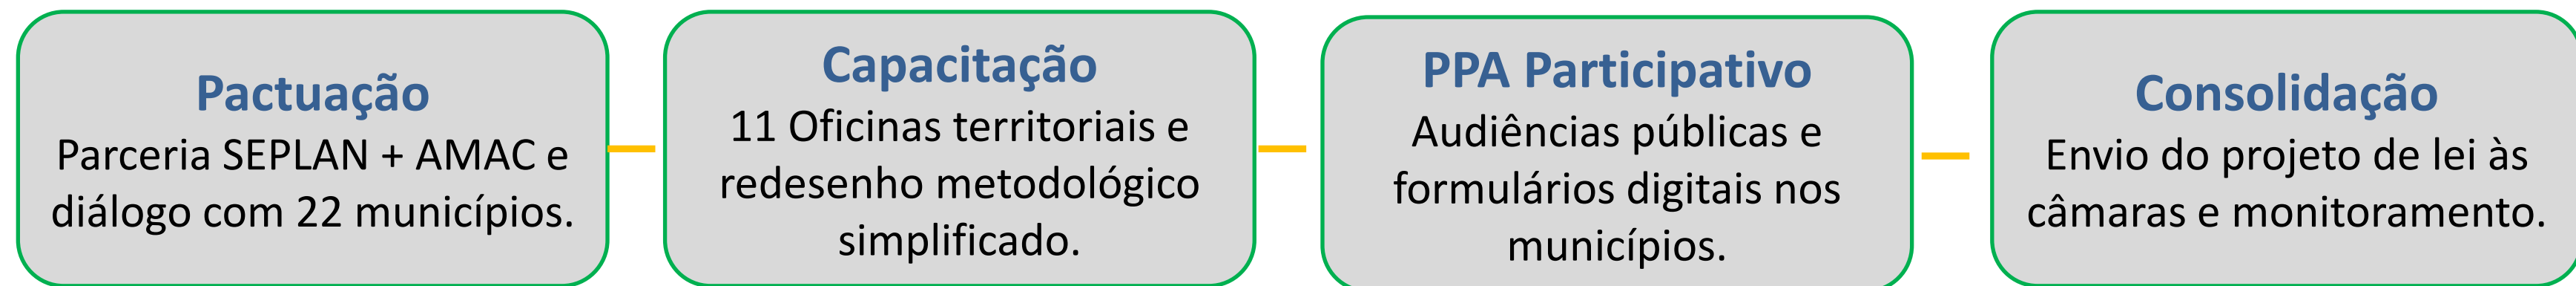 Pactuação
Parceria SEPLAN + AMAC e
diálogo com 22 municípios.
Capacitação
11 Oficinas territoriais e
redesenho metodológico
simplificado.
PPA Participativo
Audiências públicas e
formulários digitais nos
municípios.
Consolidação
Envio do projeto de lei às
câmaras e monitoramento.